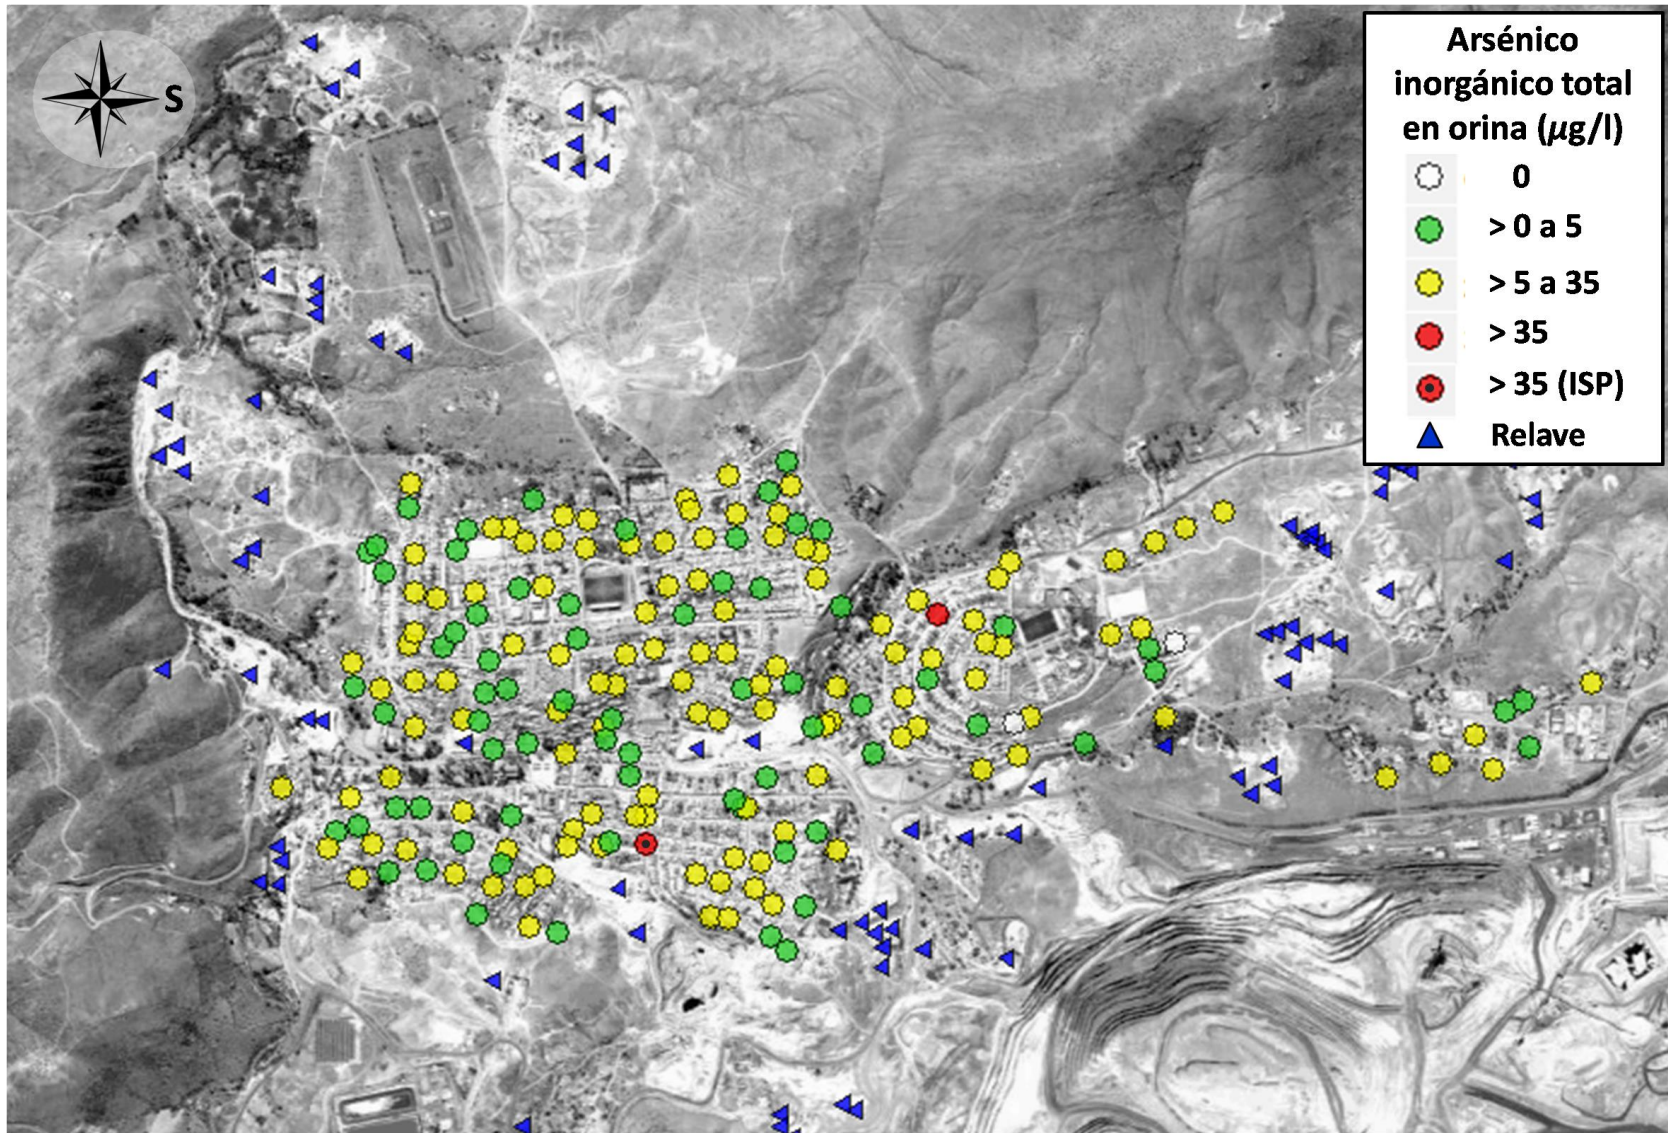 S
Arsénico
inorgánico total
en orina (µg/l)
0
> 0 a 5
> 5 a 35
> 35
> 35 (ISP)
Relave